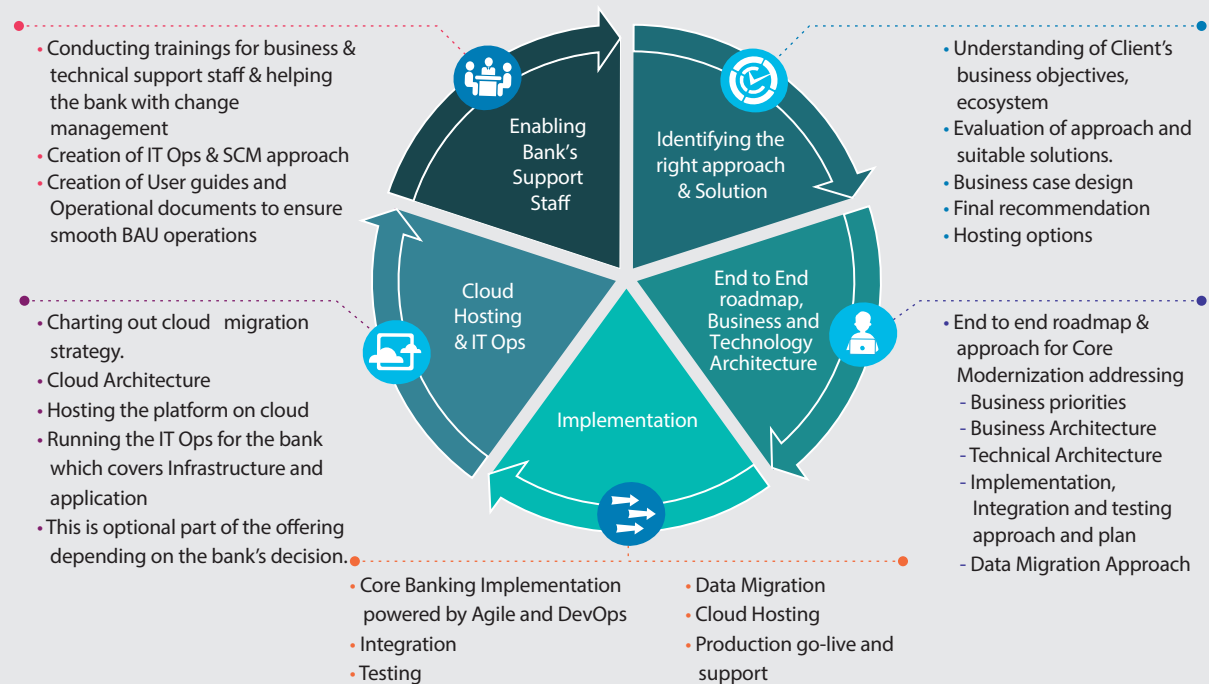 • Conducting trainings for business &
technical support staff & helping
the bank with change
management
• Creation of IT Ops & SCM approach
• Creation of User guides and
Operational documents to ensure
smooth BAU operations
Enabling
Bank's
Support
Staff
Identifying the
right approach
& Solution
• Understanding of Client's
business objectives,
ecosystem
• Evaluation of approach and
suitable solutions.
• Business case design
• Final recommendation
• Hosting options
• Charting out cloud migration
strategy.
• Cloud Architecture
• Hosting the platform on cloud
• Running the IT Ops for the bank
which covers Infrastructure and
application
• This is optional part of the offering
depending on the bank's decision.
Cloud
Hosting
& IT Ops
End to End
roadmap,
Business and
Technology
Architecture
• End to end roadmap &
approach for Core
Modernization addressing
- Business priorities
- Business Architecture
- Technical Architecture
- Implementation,
Integration and testing
approach and plan
- Data Migration Approach
Implementation
• Core Banking Implementation
powered by Agile and DevOps
• Integration
• Testing
• Data Migration
• Cloud Hosting
• Production go-live and
support